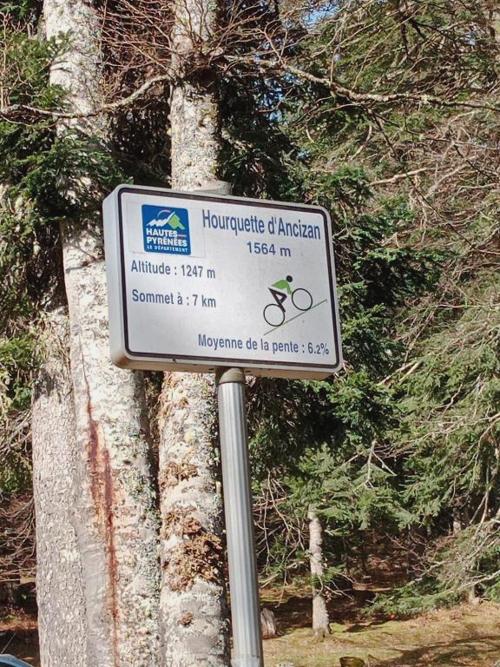 HAUTES
PYRÉNÉES
LE DÉPARTEMENT
Hourquette d'Ancizan
1564 m
Altitude : 1247 m
Sommet à : 7 km
Moyenne de la pente : 6.2%